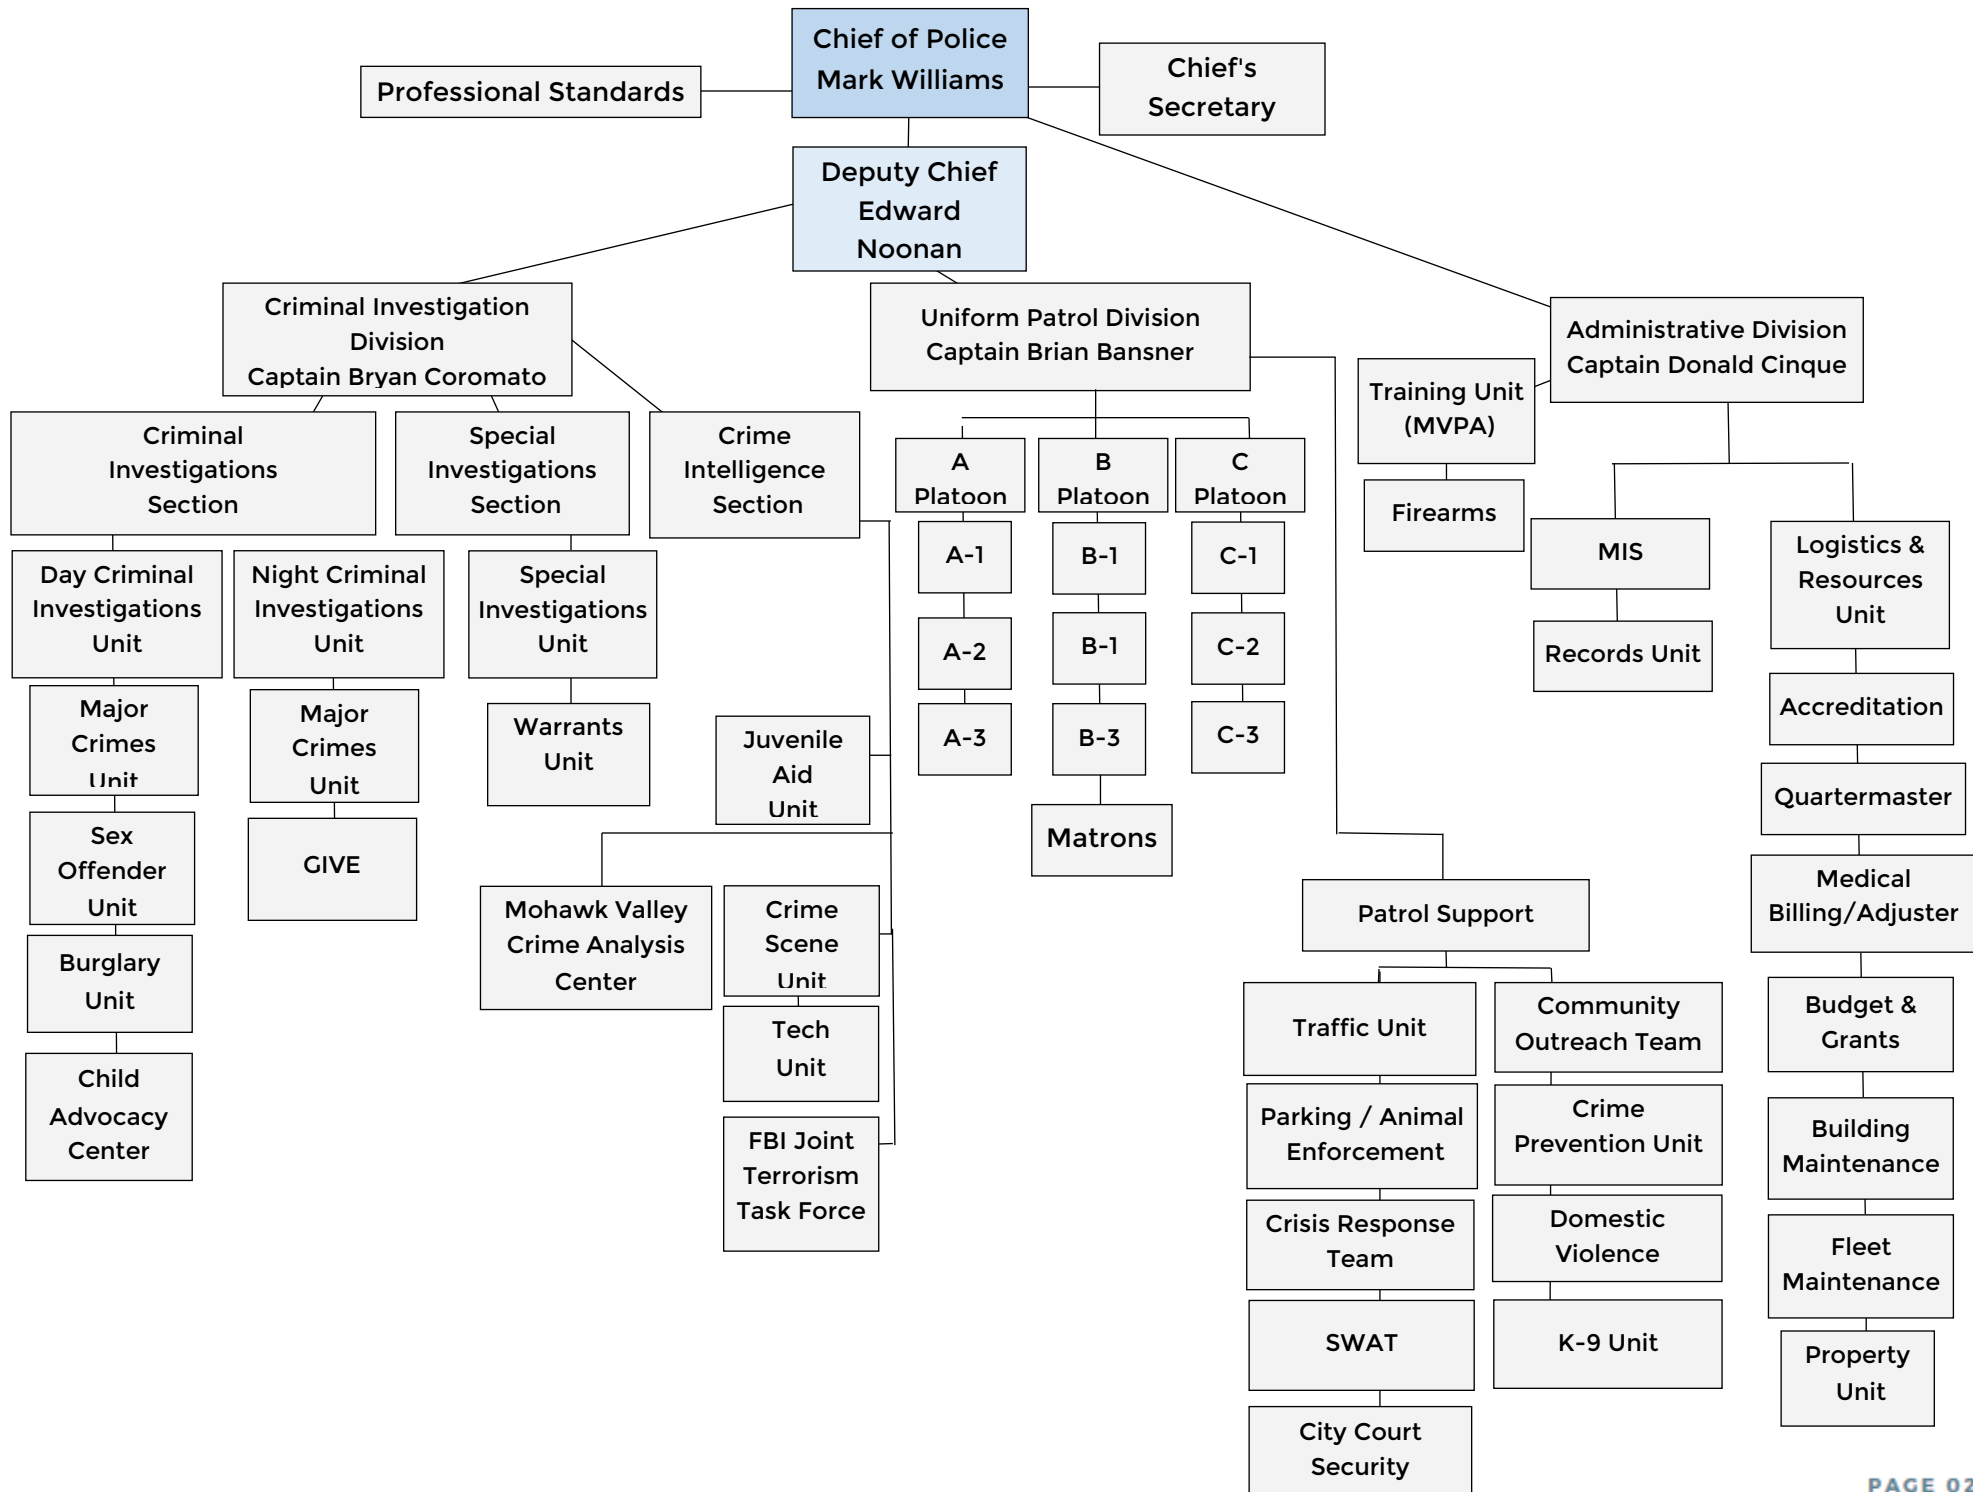 Chief of Police
Mark Williams
Professional Standards
Chief's
Secretary
Deputy Chief
Edward
Noonan
Criminal Investigation
Division
Captain Bryan Coromato
Uniform Patrol Division
Captain Brian Bansner
Administrative Division
Captain Donald Cinque
Training Unit
(MVPA)
Firearms
Criminal
Investigations
Section
Special
Investigations
Section
Crime
Intelligence
Section
A
Platoon
B
Platoon
C
Platoon
A-1
B-1
C-1
A-2
B-1
C-2
A-3
B-3
C-3
Matrons
MIS
Records Unit
Logistics &
Resources
Unit
Accreditation
Quartermaster
Medical
Billing/Adjuster
Budget &
Grants
Building
Maintenance
Fleet
Maintenance
Property
Unit
Day Criminal
Investigations
Unit
Night Criminal
Investigations
Unit
Special
Investigations
Unit
Major
Crimes
Unit
Major
Crimes
Unit
Warrants
Unit
Juvenile
Aid
Unit
Sex
Offender
Unit
GIVE
Burglary
Unit
Child
Advocacy
Center
Mohawk Valley
Crime Analysis
Center
Crime
Scene
Unit
Tech
Unit
FBI Joint
Terrorism
Task Force
Patrol Support
Traffic Unit
Community
Outreach Team
Parking / Animal
Enforcement
Crime
Prevention Unit
Crisis Response
Team
Domestic
Violence
SWAT
K-9 Unit
City Court
Security
PAGE 02